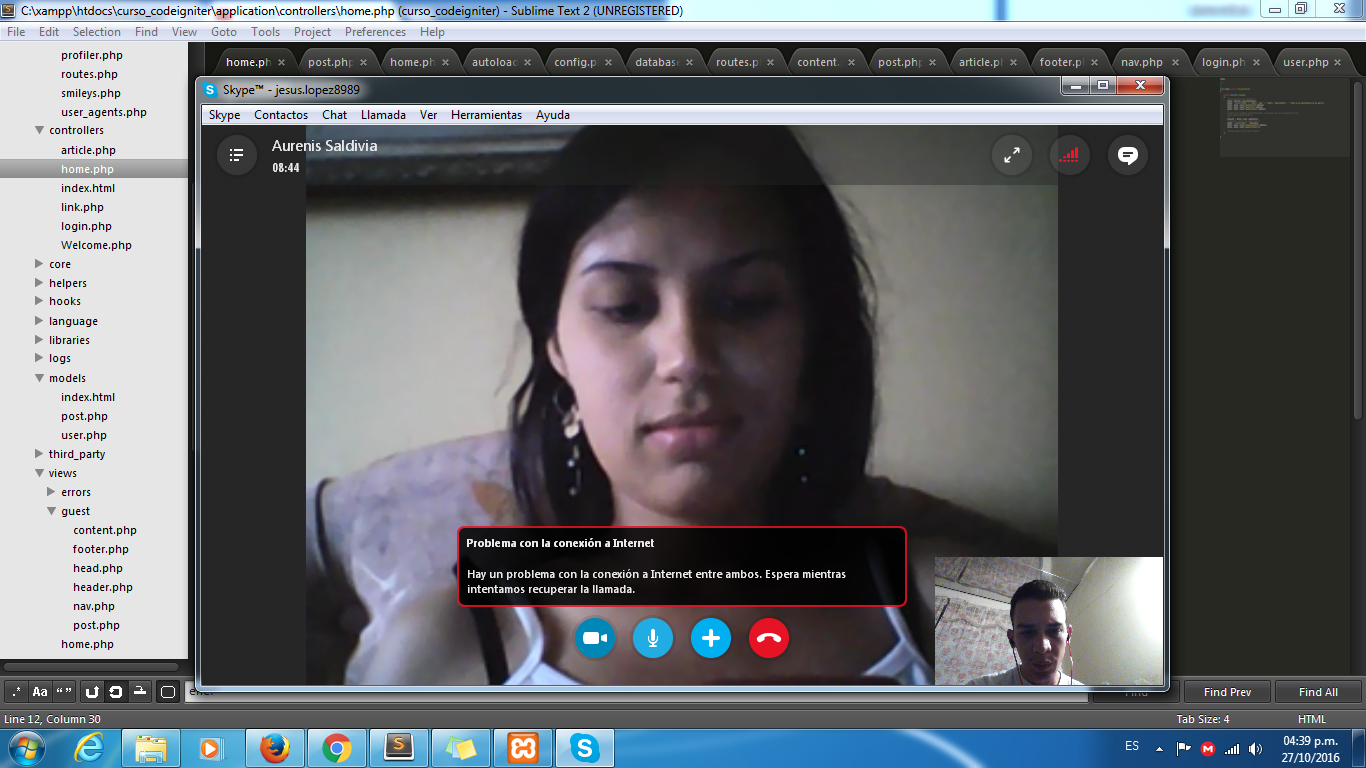 C:\xampp\htdocs\curso_codeigniter\application\controllers\home.php (curso_codeigniter) - Sublime Text 2 (UNREGISTERED)
File Edit Selection Find View Goto Tools Project Preferences Help
home.ph post.php home.ph autoload config.p database routes.p content. post.php article.pl footer.pl nav.php login.ph user.php
profiler.php
routes.php
smileys.php
user_agents.php
controllers
article.php
home.php
index.html
link.php
login.php
Welcome.php
core
helpers
hooks
language
libraries
logs
models
index.html
post.php
user.php
third_party
views
errors
guest
content.php
footer.php
head.php
header.php
nav.php
post.php
home.php
Skype™ - jesus.lopez8989
Skype Contactos Chat Llamada Ver Herramientas Ayuda
Aurenis Saldivia
08:44
Problema con la conexión a Internet
Hay un problema con la conexión a Internet entre ambos. Espera mientras
intentamos recuperar la llamada.
.* Aa “ ” Find Find Prev Find All
Line 12, Column 30 Tab Size: 4 HTML
ES 04:39 p.m.
27/10/2016